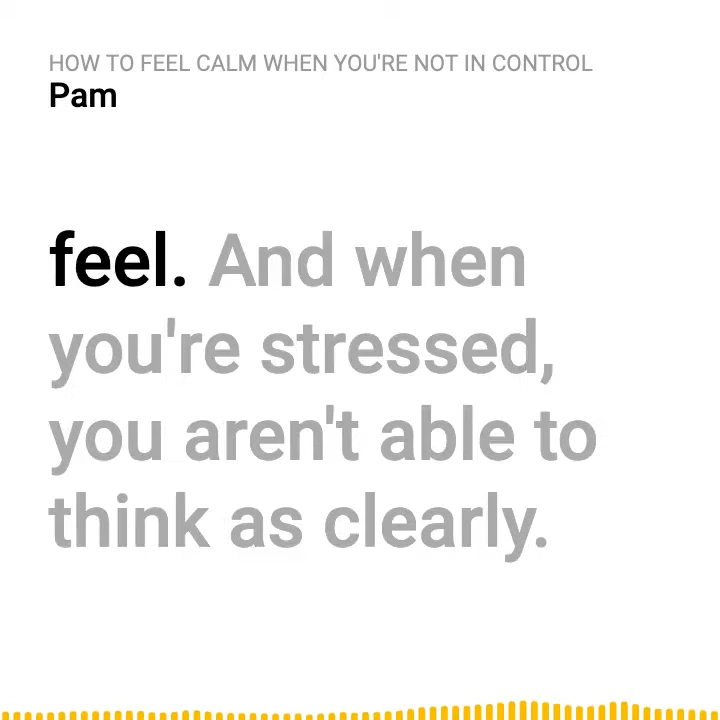 HOW TO FEEL CALM WHEN YOU'RE NOT IN CONTROL
Pam
feel. And when
you're stressed,
you aren't able to
think as clearly.